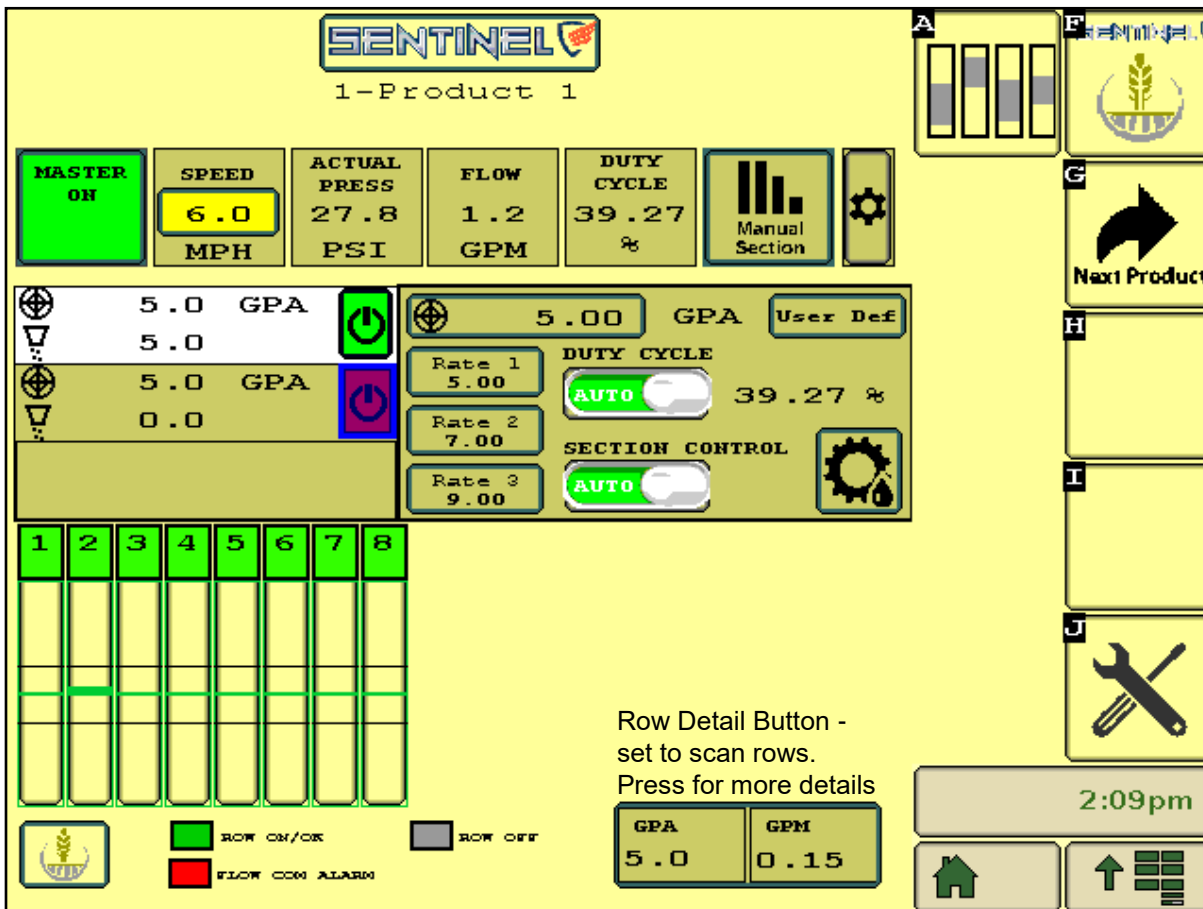 SENTINEL
1-Product 1
MASTER
ON
SPEED
6.0
MPH
ACTUAL
PRESS
27.8
PSI
FLOW
1.2
GPM
DUTY
CYCLE
39.27
%
Manual
Section
5.0 GPA
5.0
5.0 GPA
0.0
5.00 GPA
User Def
Rate 1
5.00
Rate 2
7.00
Rate 3
9.00
DUTY CYCLE
AUTO
39.27 %
SECTION CONTROL
AUTO
1 2 3 4 5 6 7 8
ROW ON/OK
ROW OFF
FLOW COM ALARM
Row Detail Button -
set to scan rows.
Press for more details
GPA
5.0
GPM
0.15
A
F
SENTINEL
G
Next Product
H
I
J
2:09pm